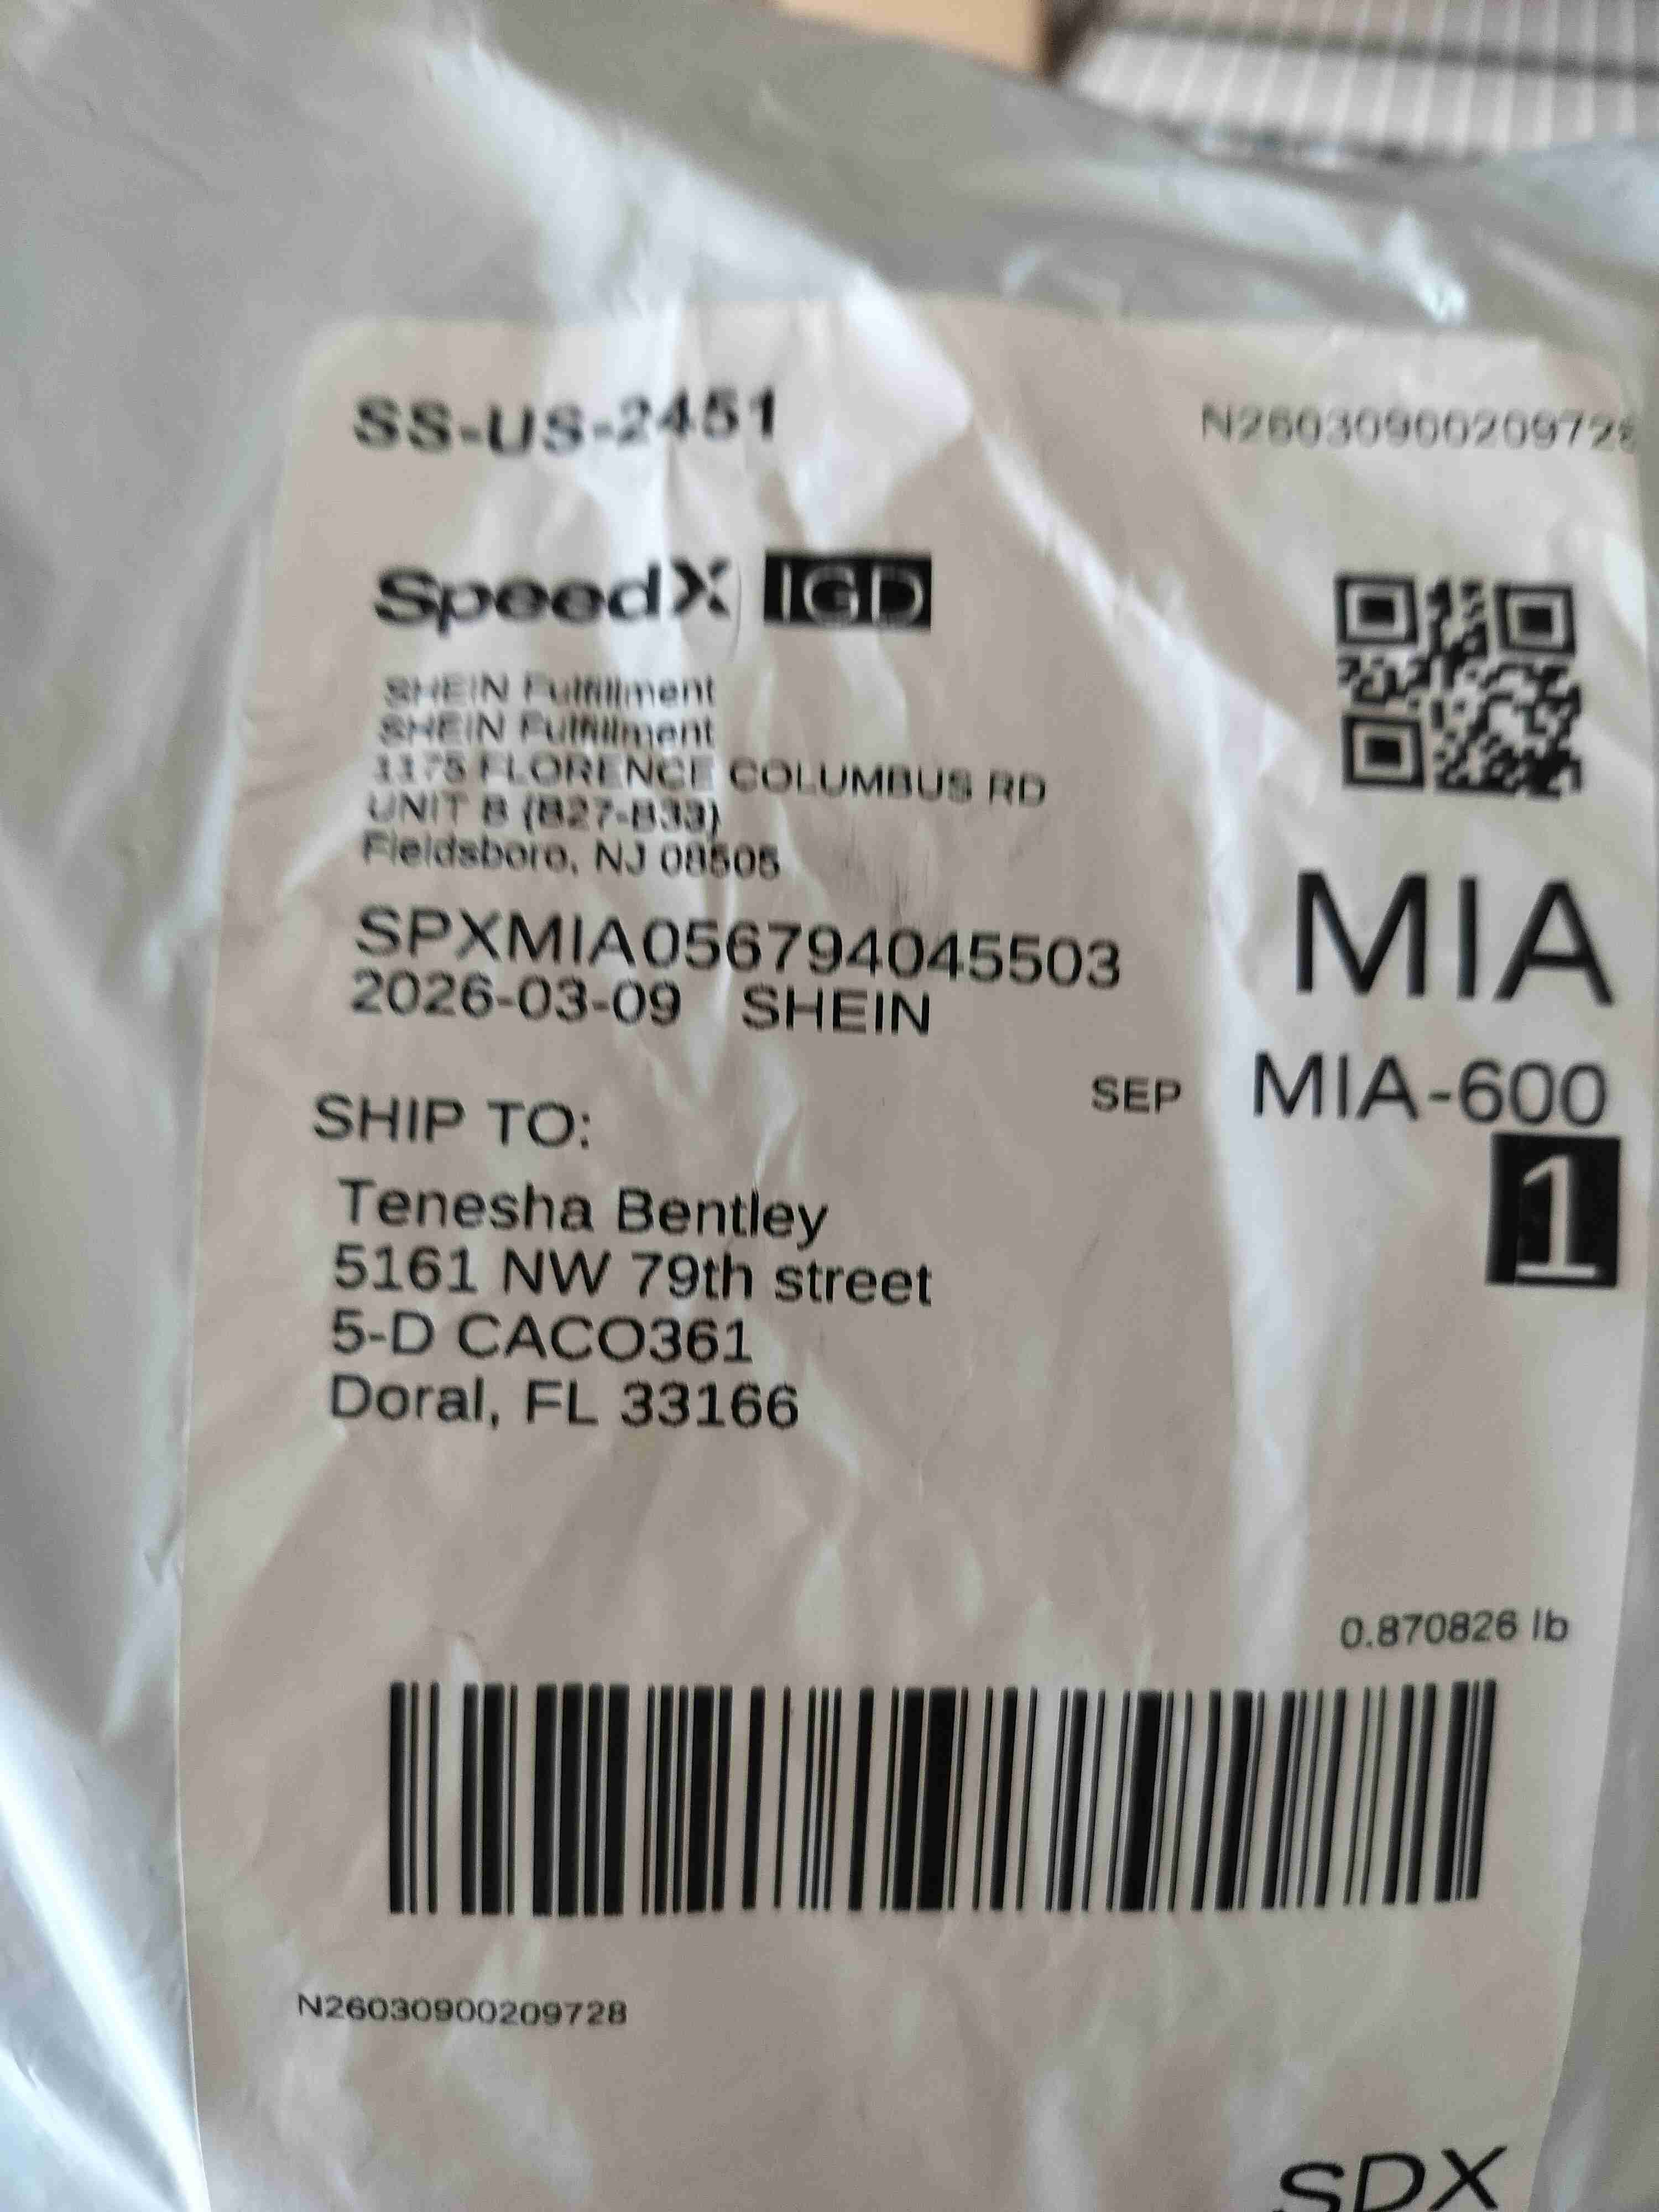 SS-US-2451
N26030900209728
SpeedX IGD
SHEIN Fulfillment
SHEIN Fulfillment
1175 FLORENCE COLUMBUS RD
UNIT B (B27-B33)
Fieldsboro, NJ 08505
SPXMIA056794045503
2026-03-09 SHEIN
MIA
SEP MIA-600
1
SHIP TO:
Tenesha Bentley
5161 NW 79th street
5-D CACO361
Doral, FL 33166
0.870826 lb
N26030900209728
SDX